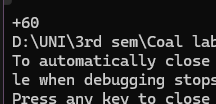 +60
D:\UNI\3rd sem\Coal lab
To automatically close
le when debugging stops
Press any key to close